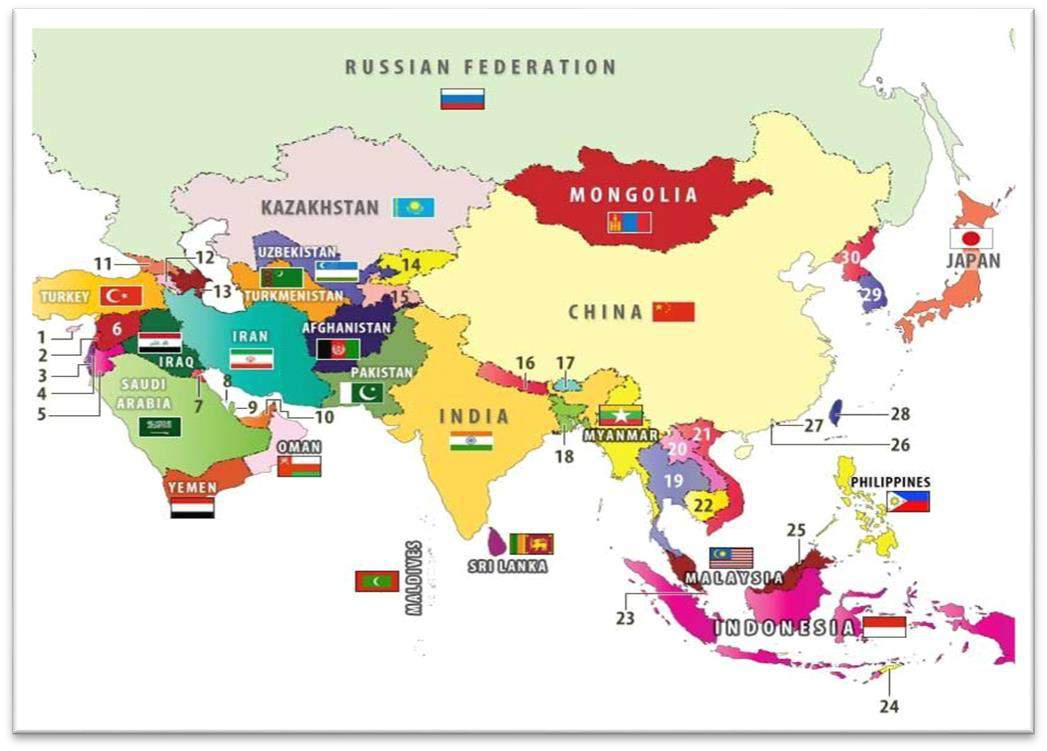 RUSSIAN FEDERATION
MONGOLIA
KAZAKHSTAN
UZBEKISTAN
12
11
14
30
JAPAN
13
TURKEY
TURKMENISTAN
15
29
CHINA
AFGHANISTAN
6
IRAN
1
2
IRAQ
16
17
PAKISTAN
3
SAUDI
ARABIA
8
7
4
5
9
10
INDIA
28
27
MYANMAR
21
26
OMAN
20
18
19
PHILIPPINES
YEMEN
22
25
SRI LANKA
MALAYSIA
MALDIVES
23
INDONESIA
24